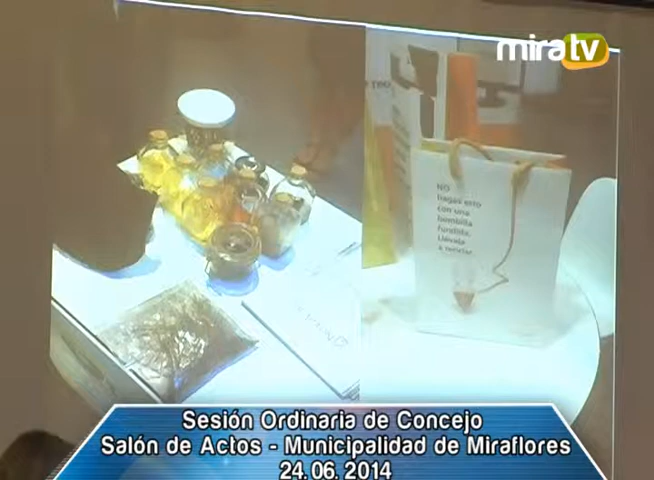 miratv
NO
hagas esto
con una
bombilla
fundida,
Llévala
a reciclar
Sesión Ordinaria de Concejo
Salón de Actos - Municipalidad de Miraflores
24.06.2014